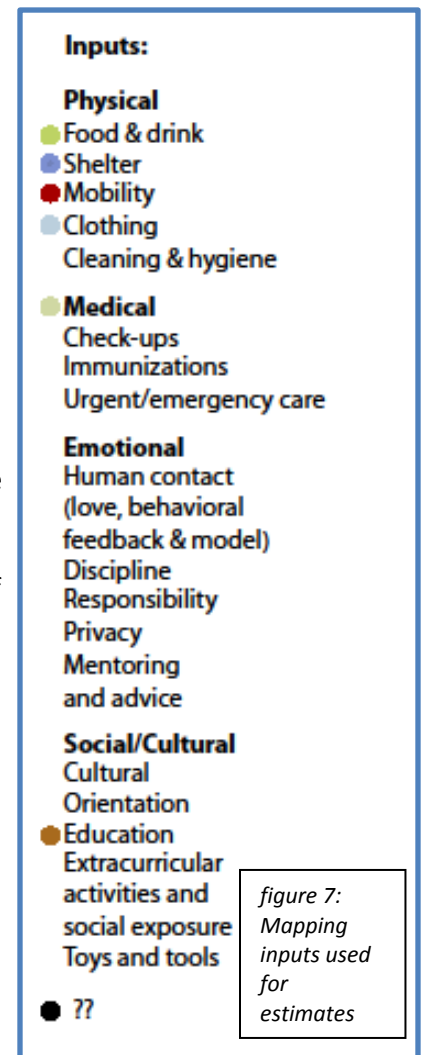 Inputs:
Physical
Food & drink
Shelter
Mobility
Clothing
Cleaning & hygiene
Medical
Check-ups
Immunizations
Urgent/emergency care
Emotional
Human contact
(love, behavioral
feedback & model)
Discipline
Responsibility
Privacy
Mentoring
and advice
Social/Cultural
Cultural
Orientation
Education
Extracurricular
activities and
social exposure
Toys and tools
??
figure 7:
Mapping
inputs used
for
estimates